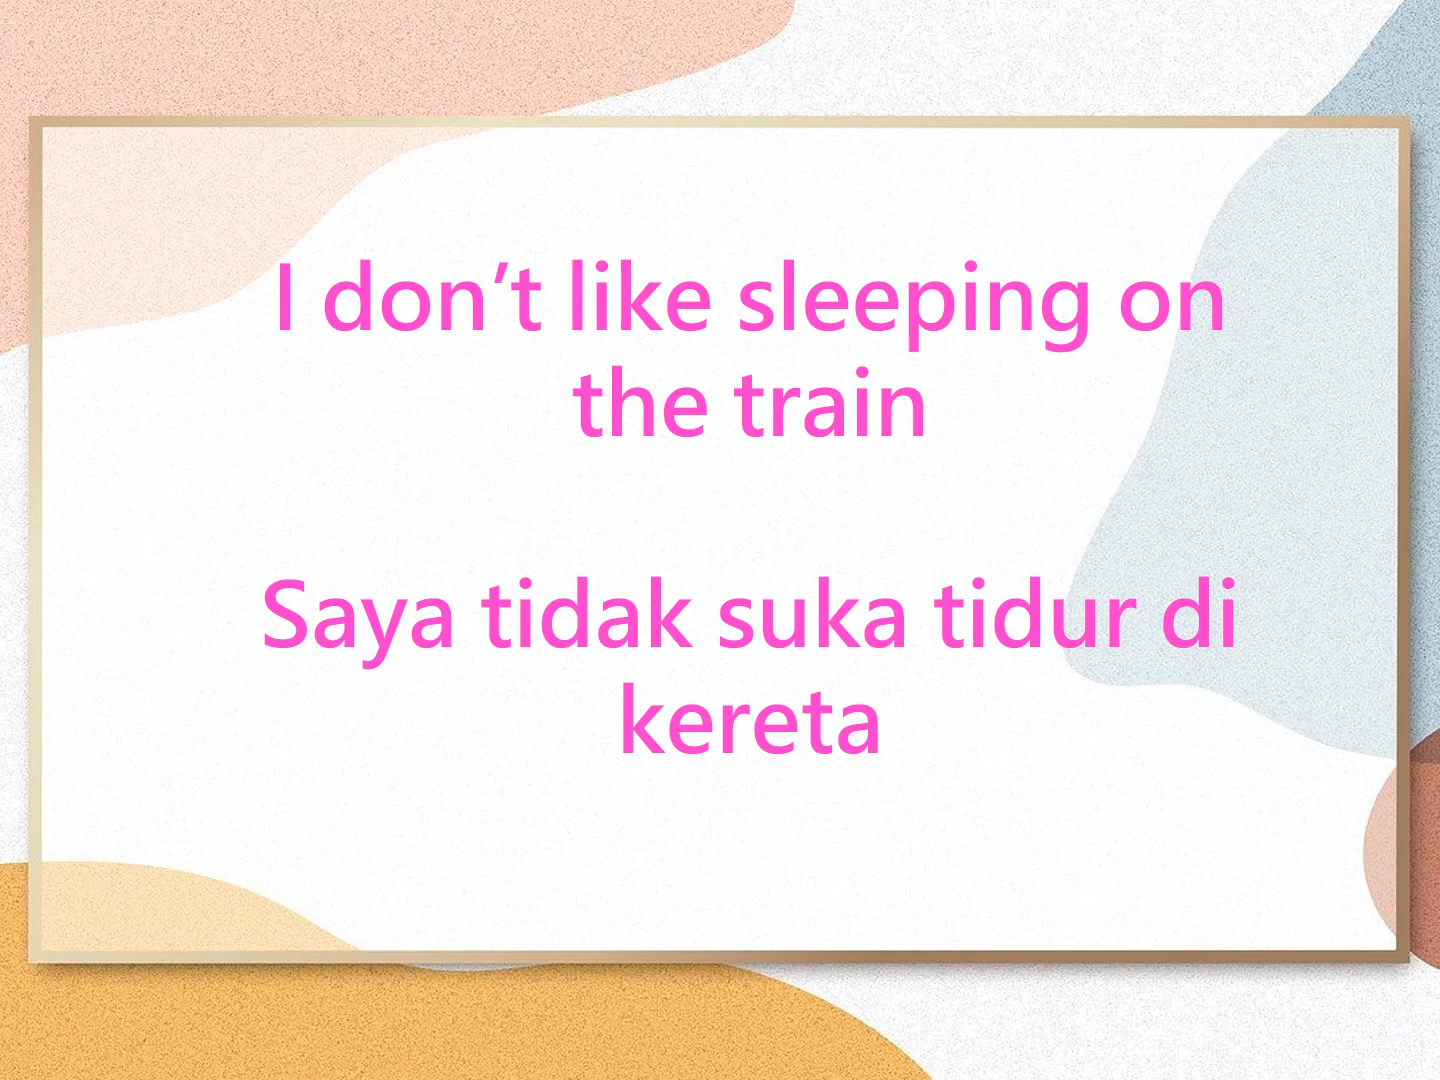 I don’t like sleeping on
the train
Saya tidak suka tidur di
kereta